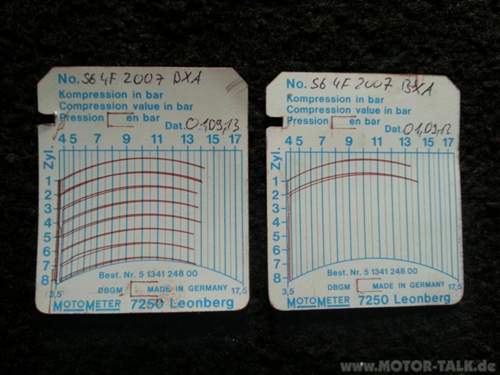 No. S6 4F 2007 BXA
Kompression in bar
Compression value in bar
Pression en bar
Dat. 01.09.13
4 5 7 9 11 13 15 17
Zyl.
1
2
3
4
5
6
7
8
3,5 17,5
Best. Nr. 5 1341 248 00
DBGM MADE IN GERMANY
MOTOMETER 7250 Leonberg
No. S6 4F 2007 BXA
Kompression in bar
Compression value in bar
Pression en bar
Dat. 01.09.13
4 5 7 9 11 13 15 17
Zyl.
1
2
3
4
5
6
7
8
3,5 17,5
Best. Nr. 5 1341 248 00
DBGM MADE IN GERMANY
MOTOMETER 7250 Leonberg
www.MOTOR-TALK.de